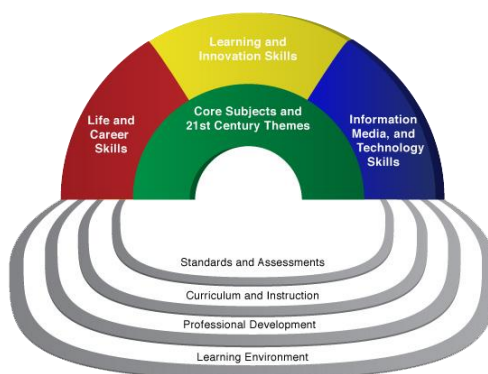 Learning and
Innovation Skills
Core Subjects and
21st Century Themes
Life and
Career
Skills
Information
Media, and
Technology
Skills
Standards and Assessments
Curriculum and Instruction
Professional Development
Learning Environment